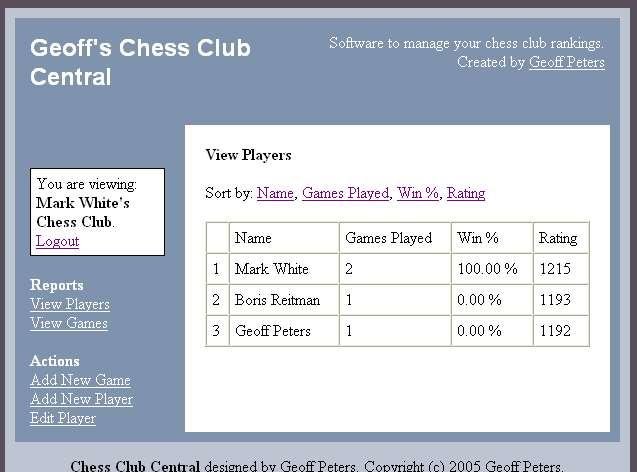 Geoff's Chess Club
Central
Software to manage your chess club rankings.
Created by Geoff Peters
You are viewing:
Mark White's
Chess Club.
Logout
Reports
View Players
View Games
Actions
Add New Game
Add New Player
Edit Player
View Players
Sort by: Name, Games Played, Win %, Rating
Name Games Played Win % Rating
1 Mark White 2 100.00 % 1215
2 Boris Reitman 1 0.00 % 1193
3 Geoff Peters 1 0.00 % 1192
Chess Club Central designed by Geoff Peters. Copyright (c) 2005 Geoff Peters.